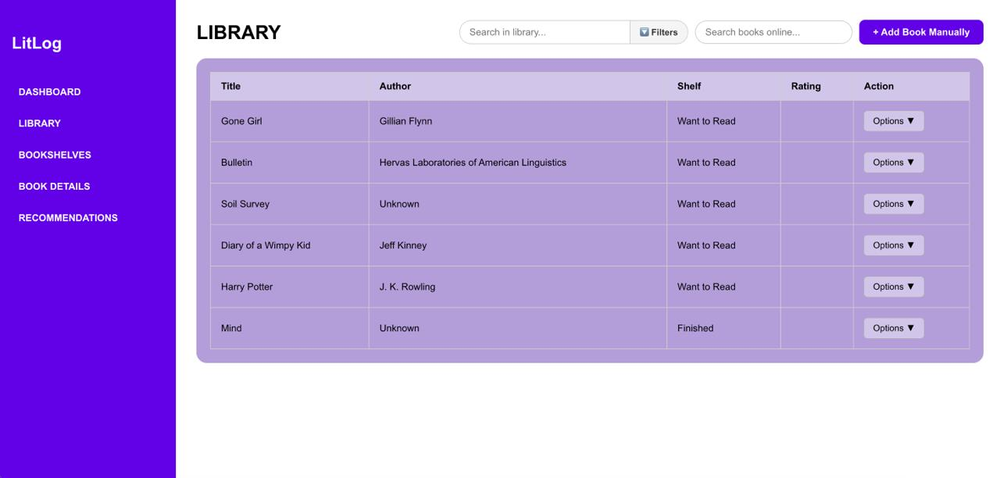 LitLog
DASHBOARD
LIBRARY
BOOKSHELVES
BOOK DETAILS
RECOMMENDATIONS
LIBRARY
Search in library...
Filters
Search books online...
+ Add Book Manually
Title Author Shelf Rating Action
Gone Girl Gillian Flynn Want to Read Options ▼
Bulletin Hervas Laboratories of American Linguistics Want to Read Options ▼
Soil Survey Unknown Want to Read Options ▼
Diary of a Wimpy Kid Jeff Kinney Want to Read Options ▼
Harry Potter J. K. Rowling Want to Read Options ▼
Mind Unknown Finished Options ▼